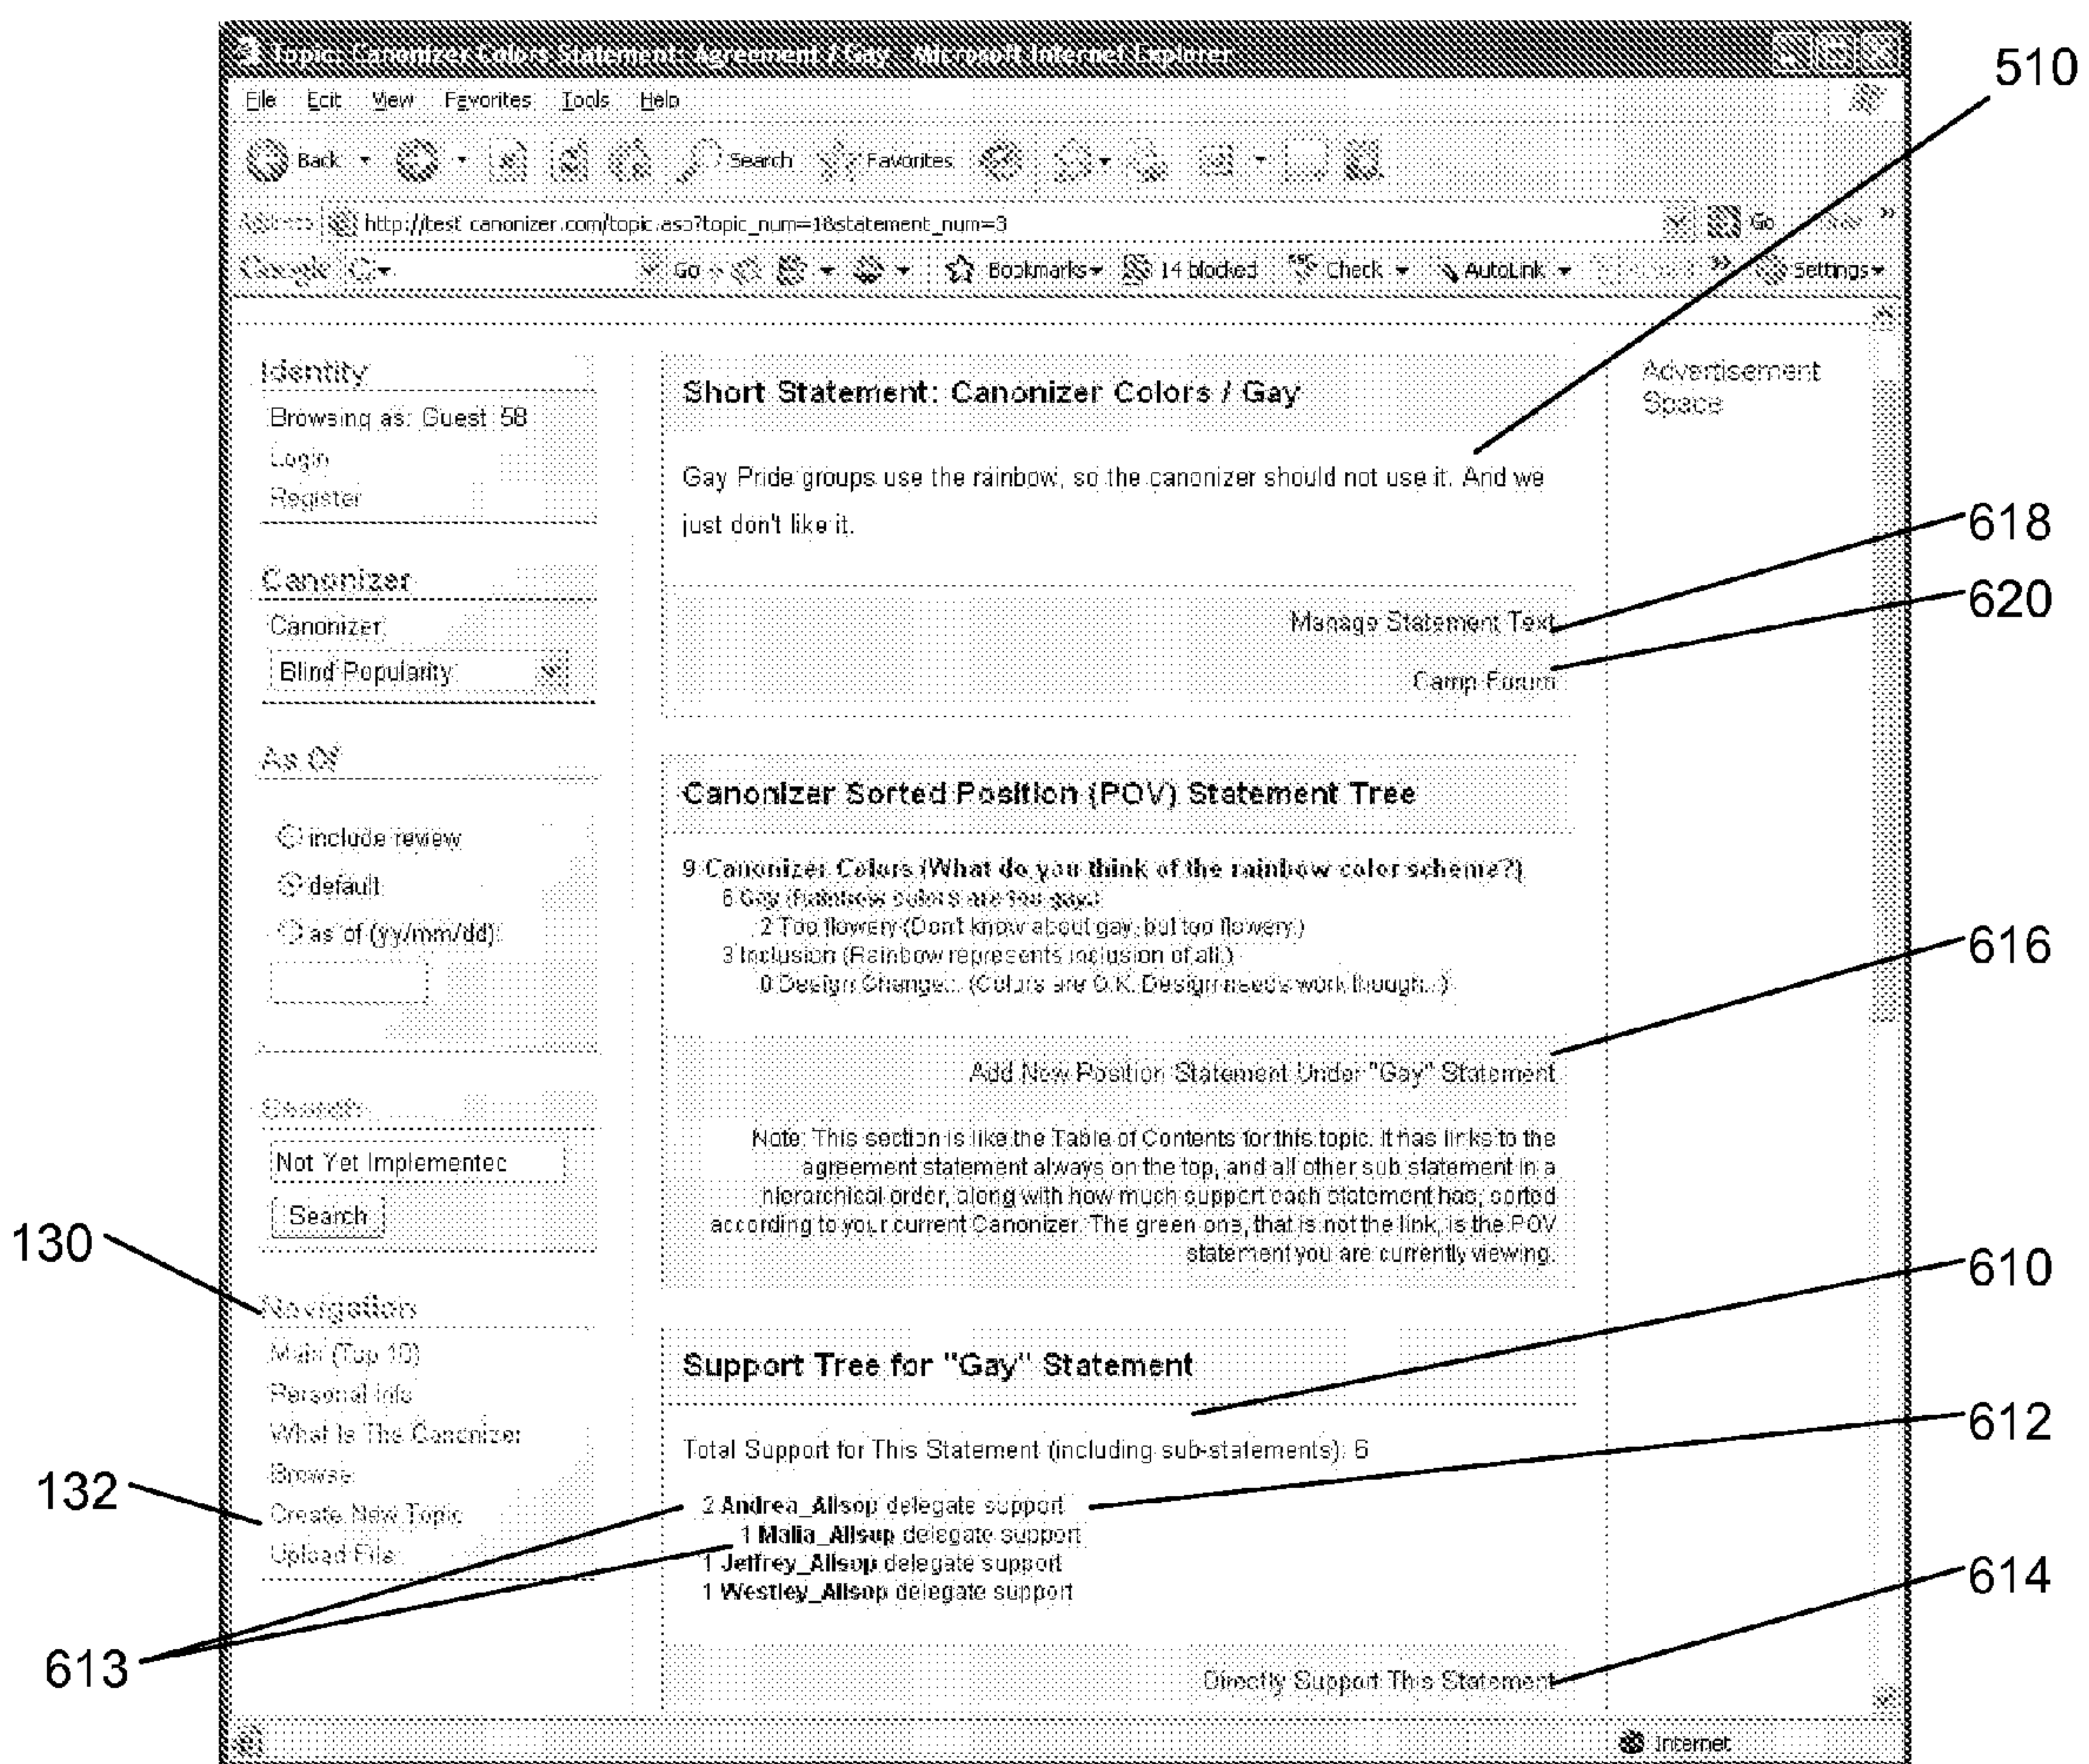 Topic: Canonizer Colors Statement: Agreement / Gay - Microsoft Internet Explorer
File Edit View Favorites Tools Help
Back Search Favorites
Address http://test.canonizer.com/topic.asp?topic_num=1&statement_num=3 Go »
Google Go Bookmarks 14 blocked Check AutoLink » Settings
510
Identity
Browsing as: Guest 58
Login
Register
Canonizer
Canonizer:
Blind Popularity
As Of
include review
default
as of (yy/mm/dd):
Search
Not Yet Implemented
Search
130
Navigation
Main (Top 10)
Personal Info
What Is The Canonizer
Browse
132
Create New Topic
Upload File
Short Statement: Canonizer Colors / Gay
Gay Pride groups use the rainbow, so the canonizer should not use it. And we
just don't like it.
Manage Statement Text
618
Camp Forum
620
Canonizer Sorted Position (POV) Statement Tree
9 Canonizer Colors (What do you think of the rainbow color scheme?)
6 Gay (Rainbow colors are too gay.)
2 Too flowery (Don't know about gay, but too flowery.)
3 Inclusion (Rainbow represents inclusion of all.)
0 Design Change... (Colors are O.K. Design needs work though...)
616
Add New Position Statement Under "Gay" Statement
Note: This section is like the Table of Contents for this topic. It has links to the
agreement statement always on the top, and all other sub statement in a
hierarchical order, along with how much support each statement has, sorted
according to your current Canonizer. The green one, that is not the link, is the POV
statement you are currently viewing.
610
Support Tree for "Gay" Statement
Total Support for This Statement (including sub-statements): 6
612
2 Andrea_Allsop delegate support
1 Malia_Allsop delegate support
1 Jeffrey_Allsop delegate support
1 Westley_Allsop delegate support
613
614
Directly Support This Statement
Advertisement
Space
Internet